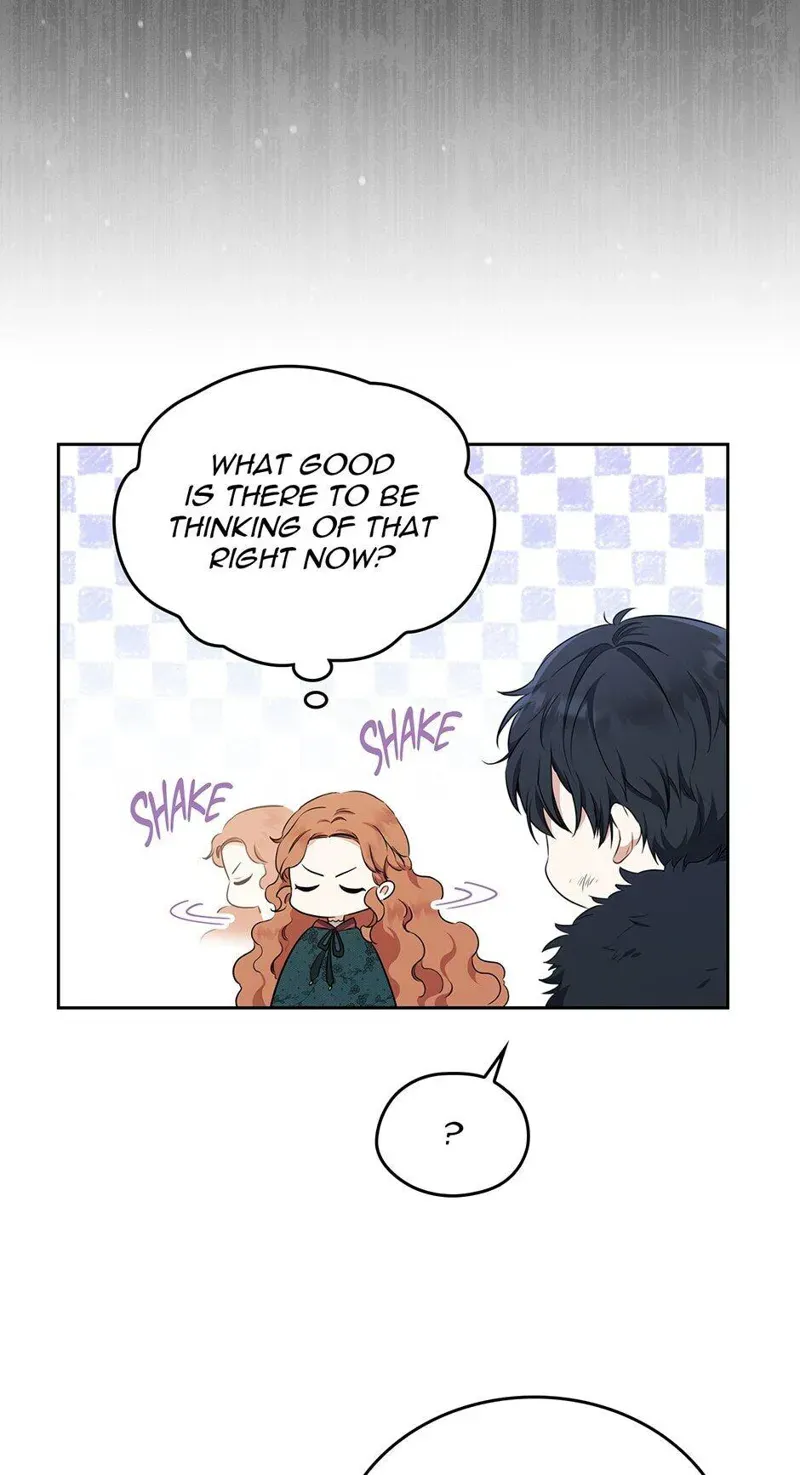 WHAT GOOD
IS THERE TO BE
THINKING OF THAT
RIGHT NOW?
SHAKE
SHAKE
?